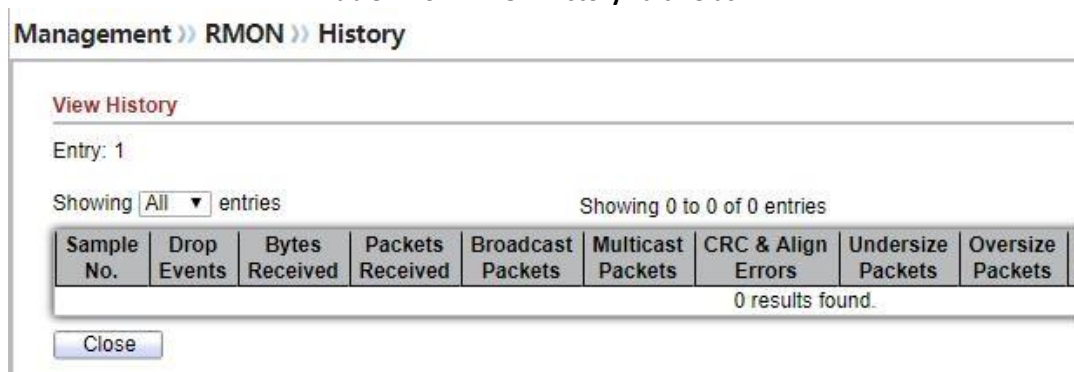 Management » RMON » History
View History
Entry: 1
Showing All ▼ entries
Showing 0 to 0 of 0 entries
Sample No. Drop Events Bytes Received Packets Received Broadcast Packets Multicast Packets CRC & Align Errors Undersize Packets Oversize Packets
0 results found.
Close